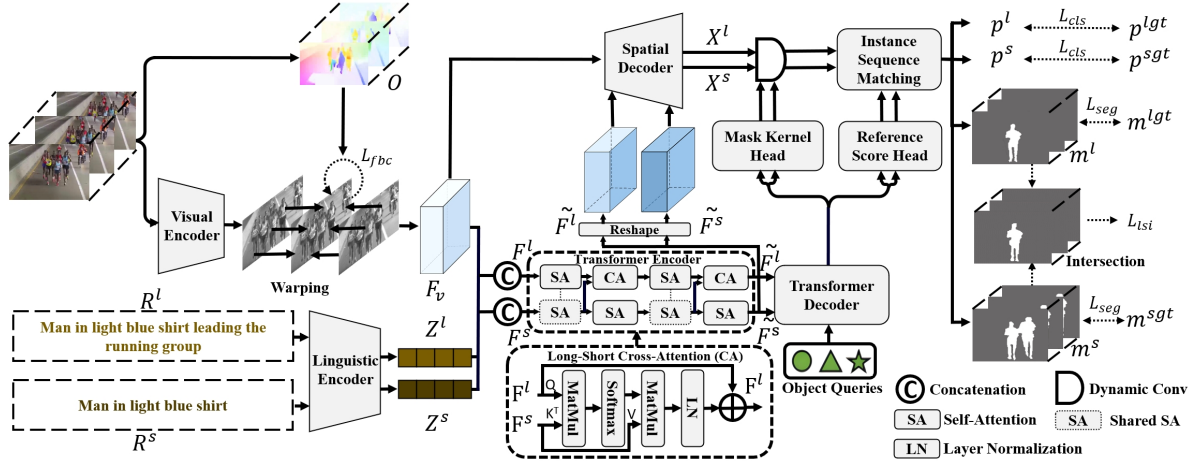 O
L_fbc
Visual
Encoder
Warping
F_v
R^l
Man in light blue shirt leading the
running group
Man in light blue shirt
R^s
Linguistic
Encoder
Z^l
Z^s
Spatial
Decoder
X^l
X^s
Instance
Sequence
Matching
Mask Kernel
Head
Reference
Score Head
F̃^l
Reshape
F̃^s
C
F^l
C
F^s
Transformer Encoder
SA
CA
SA
CA
SA
SA
SA
SA
F̃^l
F̃^s
Transformer
Decoder
Object Queries
Long-Short Cross-Attention (CA)
F^l
Q
F^s
K^T
MatMul
Softmax
V
MatMul
LN
F^l
p^l
L_cls
p^lgt
p^s
L_cls
p^sgt
L_seg
m^lgt
m^l
L_lsi
Intersection
L_seg
m^sgt
m^s
C
Concatenation
Dynamic Conv
SA
Self-Attention
SA
Shared SA
LN
Layer Normalization